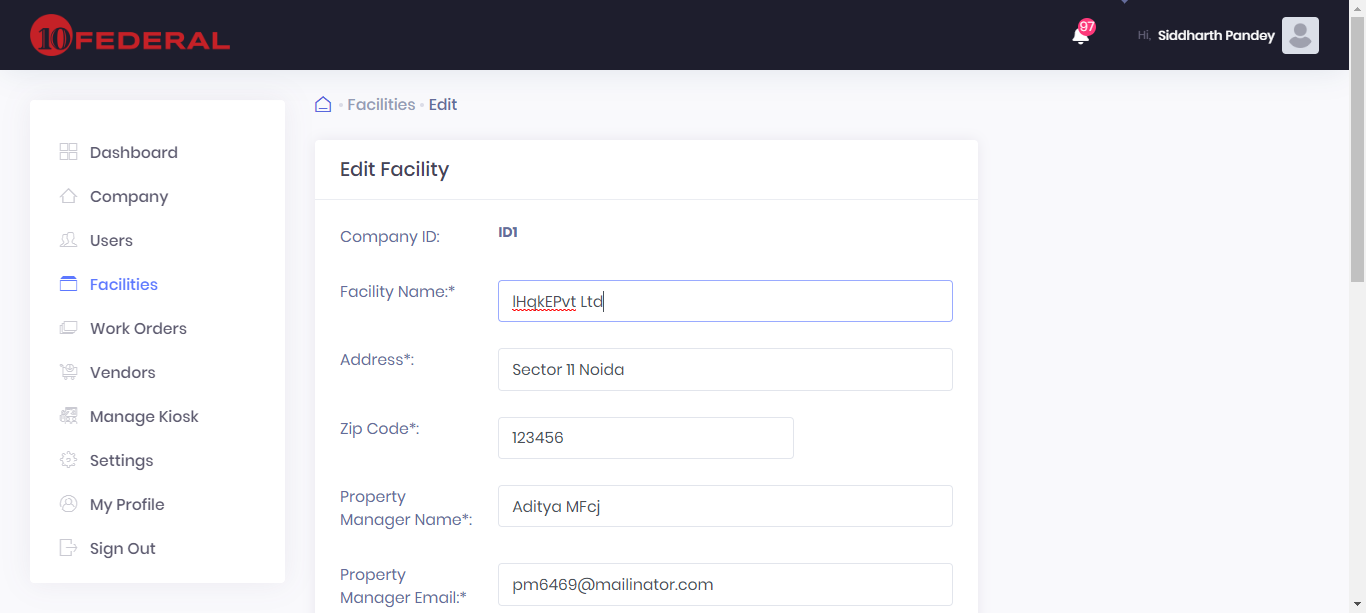 10 FEDERAL
97
Hi, Siddharth Pandey
Facilities • Edit
Dashboard
Company
Users
Facilities
Work Orders
Vendors
Manage Kiosk
Settings
My Profile
Sign Out
Edit Facility
Company ID: ID1
Facility Name:* lHqkEPvt Ltd
Address*: Sector 11 Noida
Zip Code*: 123456
Property
Manager Name*: Aditya MFcj
Property
Manager Email:* pm6469@mailinator.com